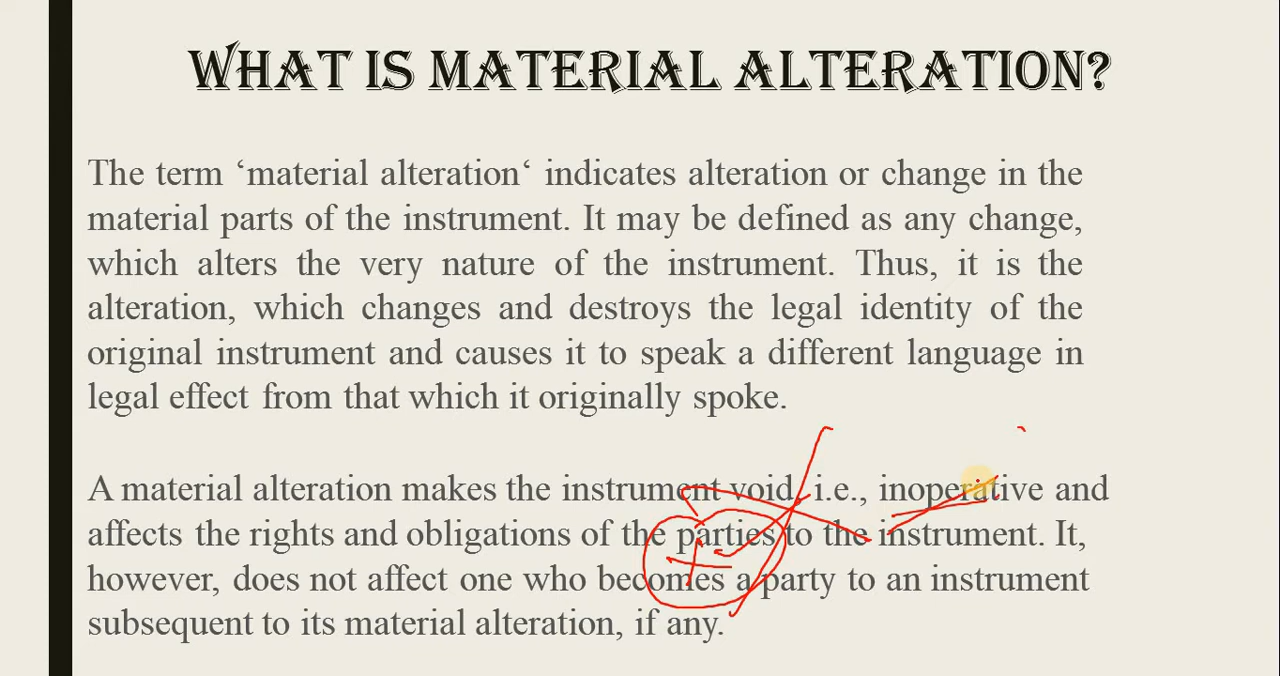 WHAT IS MATERIAL ALTERATION?
The term ‘material alteration‘ indicates alteration or change in the
material parts of the instrument. It may be defined as any change,
which alters the very nature of the instrument. Thus, it is the
alteration, which changes and destroys the legal identity of the
original instrument and causes it to speak a different language in
legal effect from that which it originally spoke.
A material alteration makes the instrument void, i.e., inoperative and
affects the rights and obligations of the parties to the instrument. It,
however, does not affect one who becomes a party to an instrument
subsequent to its material alteration, if any.